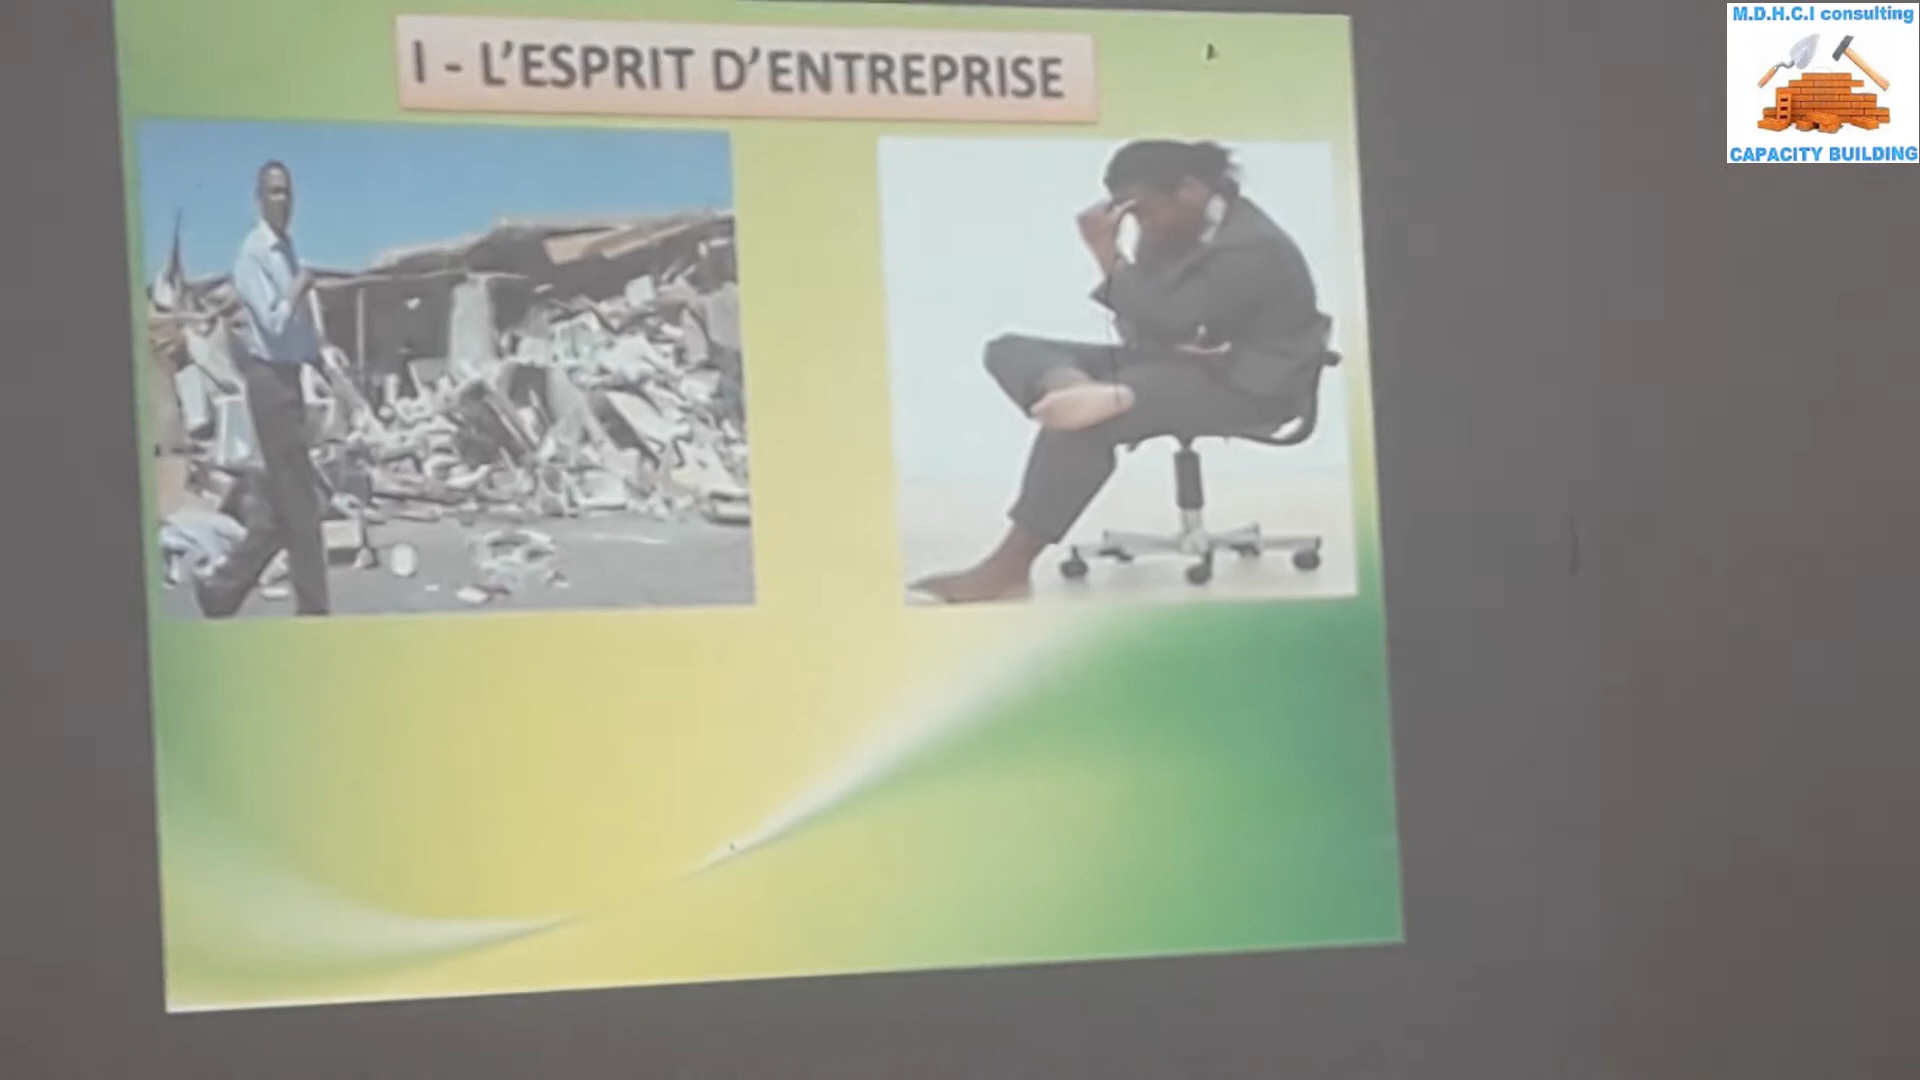 I - L'ESPRIT D'ENTREPRISE
M.D.H.C.I consulting
CAPACITY BUILDING